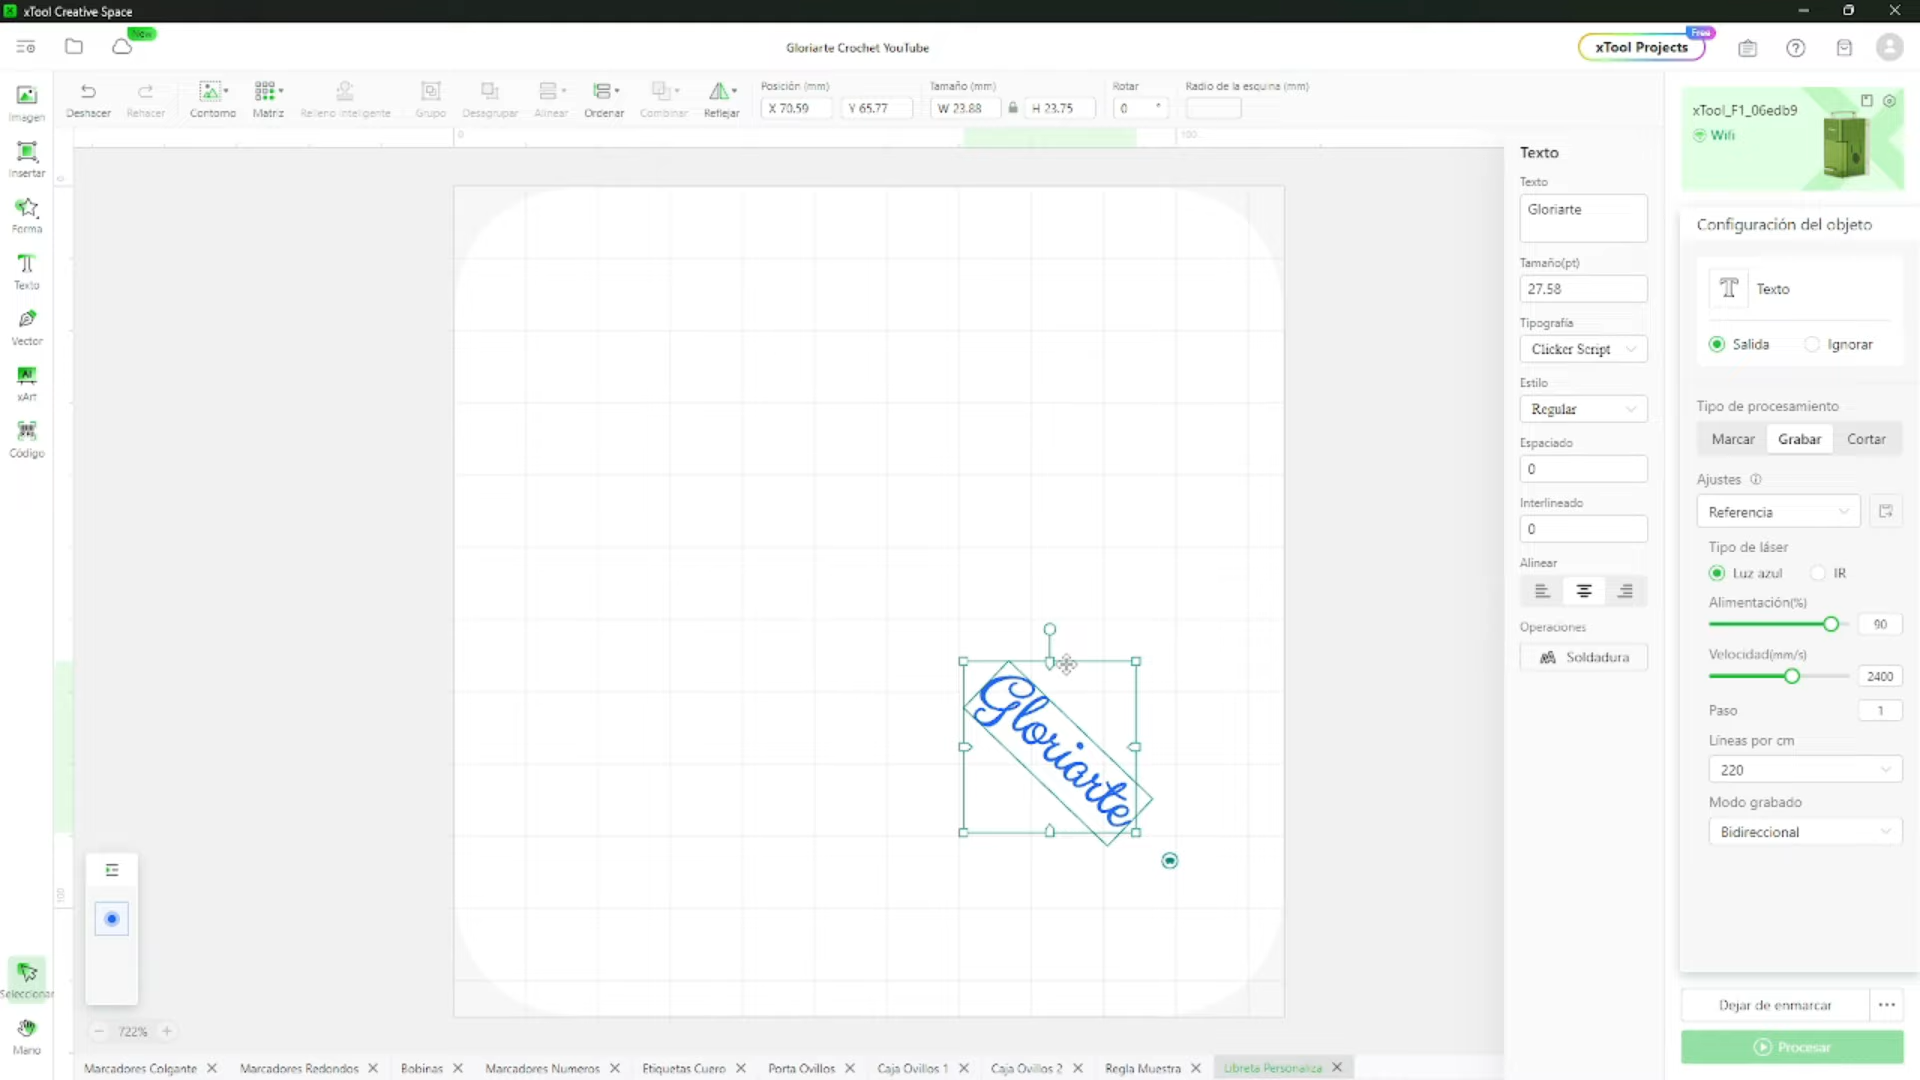 xTool Creative Space
New
Gloriarte Crochet YouTube
xTool Projects
Free
Deshacer
Rehacer
Contorno
Matriz
Relleno inteligente
Grupo
Desagrupar
Alinear
Ordenar
Combinar
Reflejar
Posición (mm)
X 70.59
Y 65.77
Tamaño (mm)
W 23.88
H 23.75
Rotar
0 °
Radio de la esquina (mm)
Imagen
Insertar
Forma
Texto
Vector
xArt
Código
Seleccionar
Mano
0
100
0
100
Gloriarte
722%
Texto
Texto
Gloriarte
Tamaño(pt)
27.58
Tipografía
Clicker Script
Estilo
Regular
Espaciado
0
Interlineado
0
Alinear
Operaciones
Soldadura
xTool_F1_06edb9
Wifi
Configuración del objeto
Texto
Salida
Ignorar
Tipo de procesamiento
Marcar
Grabar
Cortar
Ajustes
Referencia
Tipo de láser
Luz azul
IR
Alimentación(%)
90
Velocidad(mm/s)
2400
Paso
1
Líneas por cm
220
Modo grabado
Bidireccional
Dejar de enmarcar
Procesar
Marcadores Colgante
Marcadores Redondos
Bobinas
Marcadores Numeros
Etiquetas Cuero
Porta Ovillos
Caja Ovillos 1
Caja Ovillos 2
Regla Muestra
Libreta Personaliza